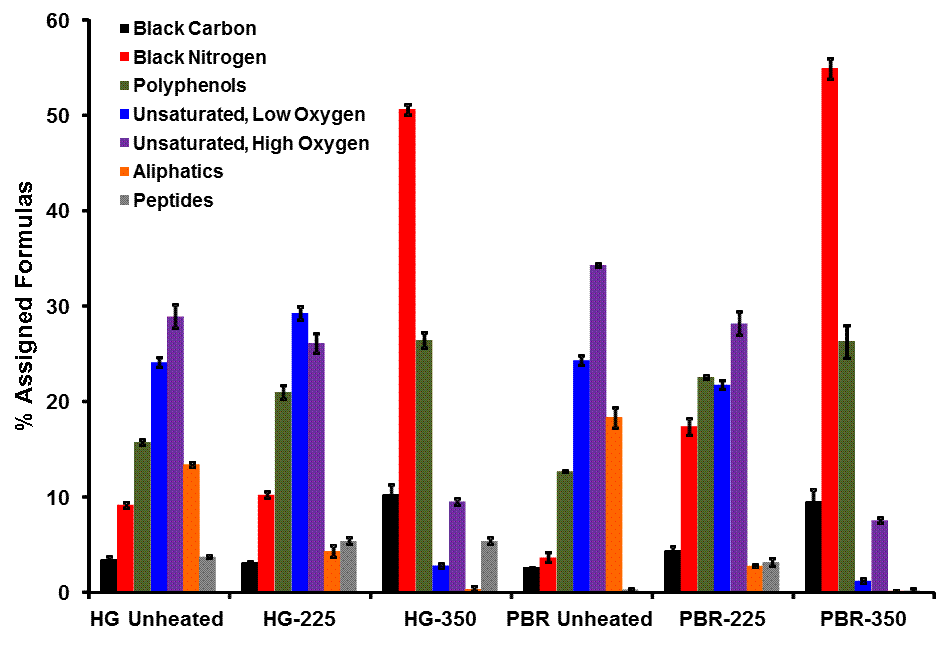 60
50
40
30
20
10
0
% Assigned Formulas
Black Carbon
Black Nitrogen
Polyphenols
Unsaturated, Low Oxygen
Unsaturated, High Oxygen
Aliphatics
Peptides
HG Unheated
HG-225
HG-350
PBR Unheated
PBR-225
PBR-350